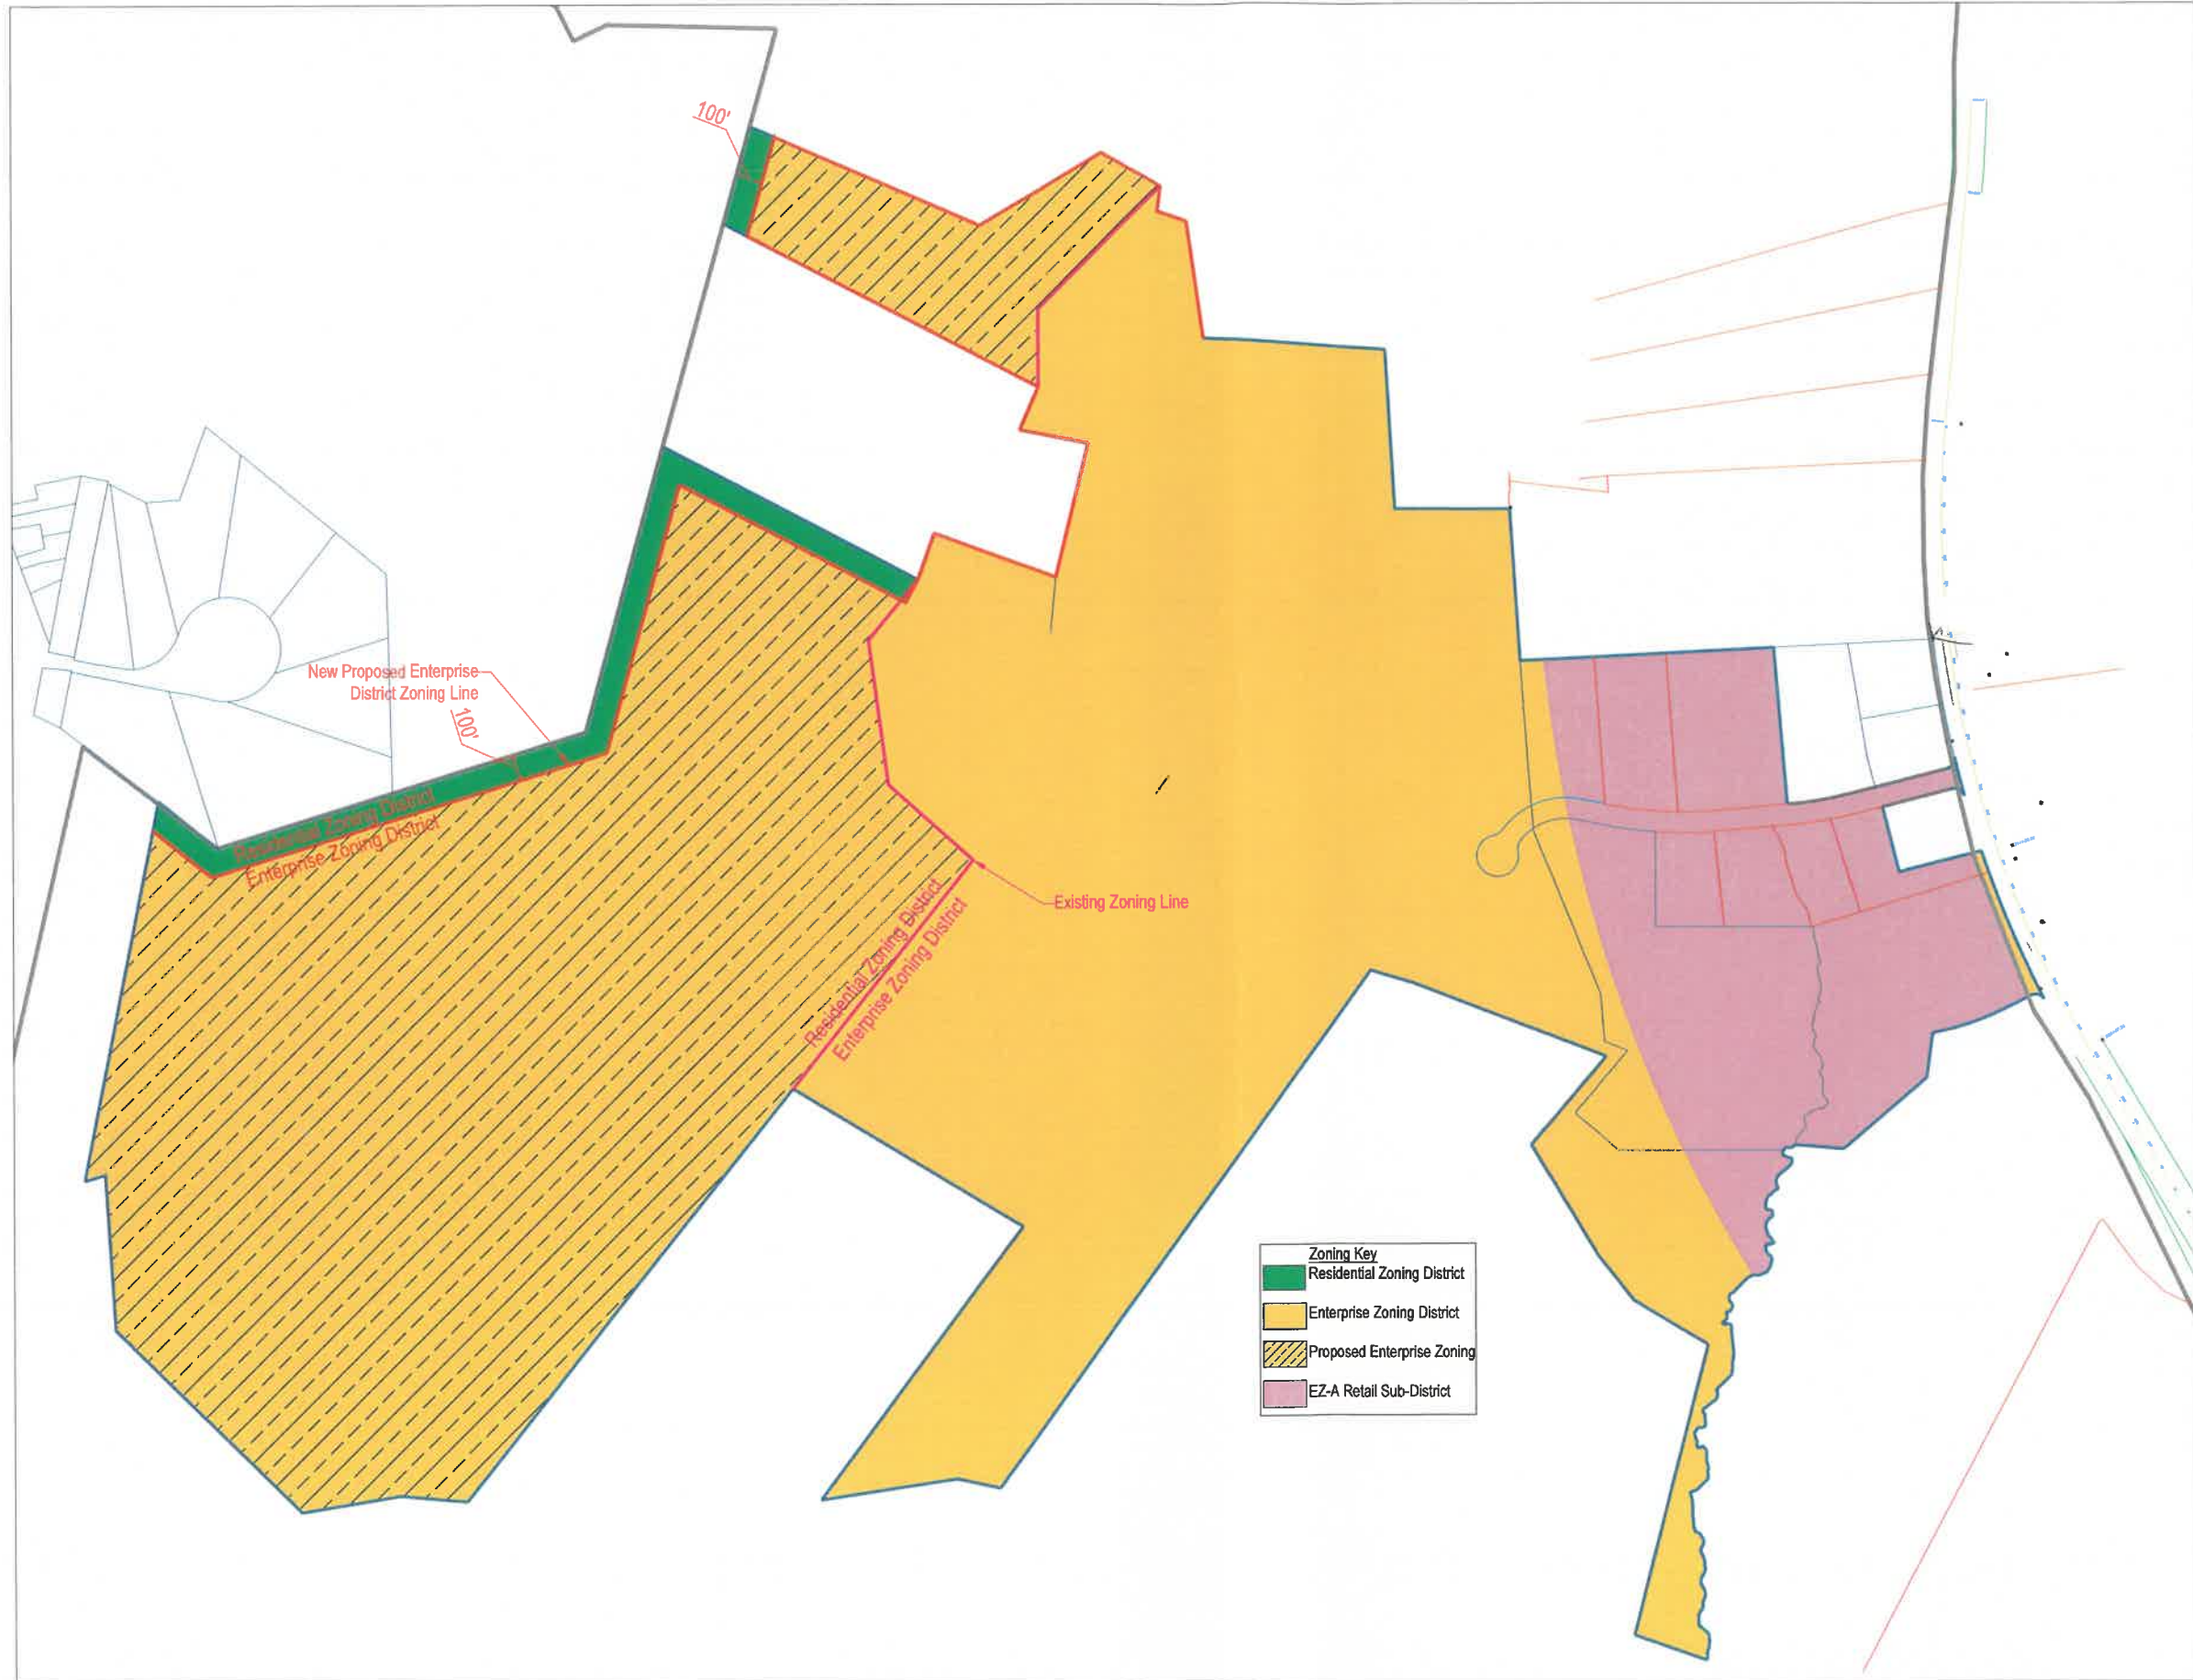 100'
New Proposed Enterprise
District Zoning Line
100'
Residential Zoning District
Enterprise Zoning District
Existing Zoning Line
Residential Zoning District
Enterprise Zoning District
Zoning Key
Residential Zoning District
Enterprise Zoning District
Proposed Enterprise Zoning
EZ-A Retail Sub-District